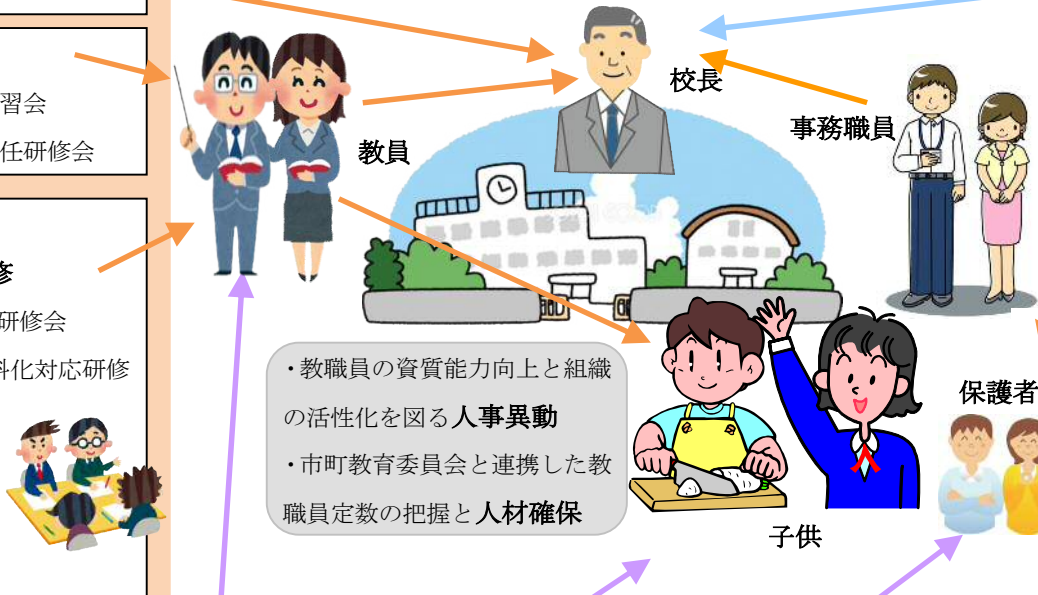 習会
任研修会
修
研修会
料化対応研修
校長
事務職員
教員
・教職員の資質能力向上と組織
の活性化を図る人事異動
・市町教育委員会と連携した教
職員定数の把握と人材確保
保護者
子供